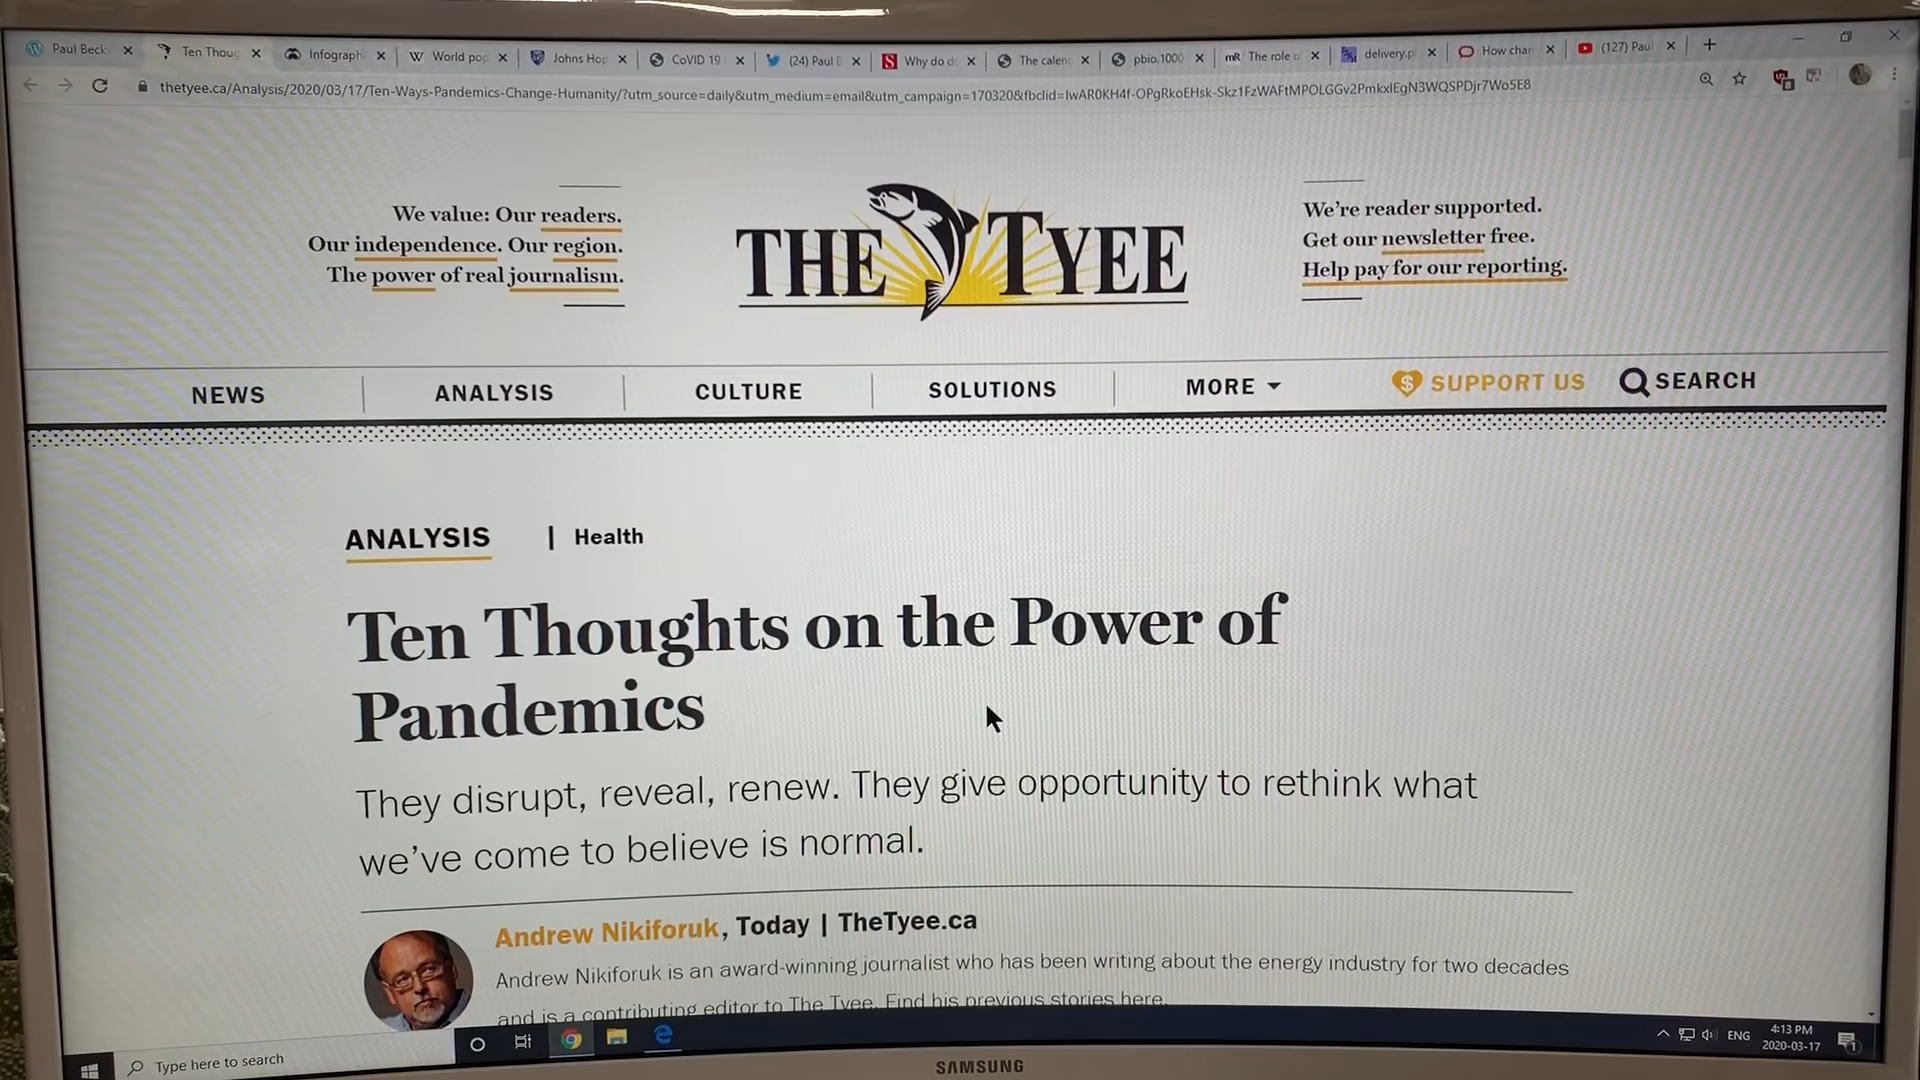 Paul Beck
Ten Thoug
Infograph
World pop
Johns Hop
CoVID 19
(24) Paul B
Why do do
The calen
pbio.1000
The role o
delivery.p
How chan
(127) Paul
thetyee.ca/Analysis/2020/03/17/Ten-Ways-Pandemics-Change-Humanity/?utm_source=daily&utm_medium=email&utm_campaign=170320&fbclid=IwAR0KH4f-OPgRkoEHsk-Skz1FzWAFtMPOLGGv2PmkxIEgN3WQSPDjr7Wo5E8
We value: Our readers.
Our independence. Our region.
The power of real journalism.
THE TYEE
We're reader supported.
Get our newsletter free.
Help pay for our reporting.
NEWS
ANALYSIS
CULTURE
SOLUTIONS
MORE
SUPPORT US
SEARCH
ANALYSIS | Health
Ten Thoughts on the Power of
Pandemics
They disrupt, reveal, renew. They give opportunity to rethink what
we've come to believe is normal.
Andrew Nikiforuk, Today | TheTyee.ca
Andrew Nikiforuk is an award-winning journalist who has been writing about the energy industry for two decades
and is a contributing editor to The Tyee. Find his previous stories here.
Type here to search
ENG
4:13 PM
2020-03-17
SAMSUNG